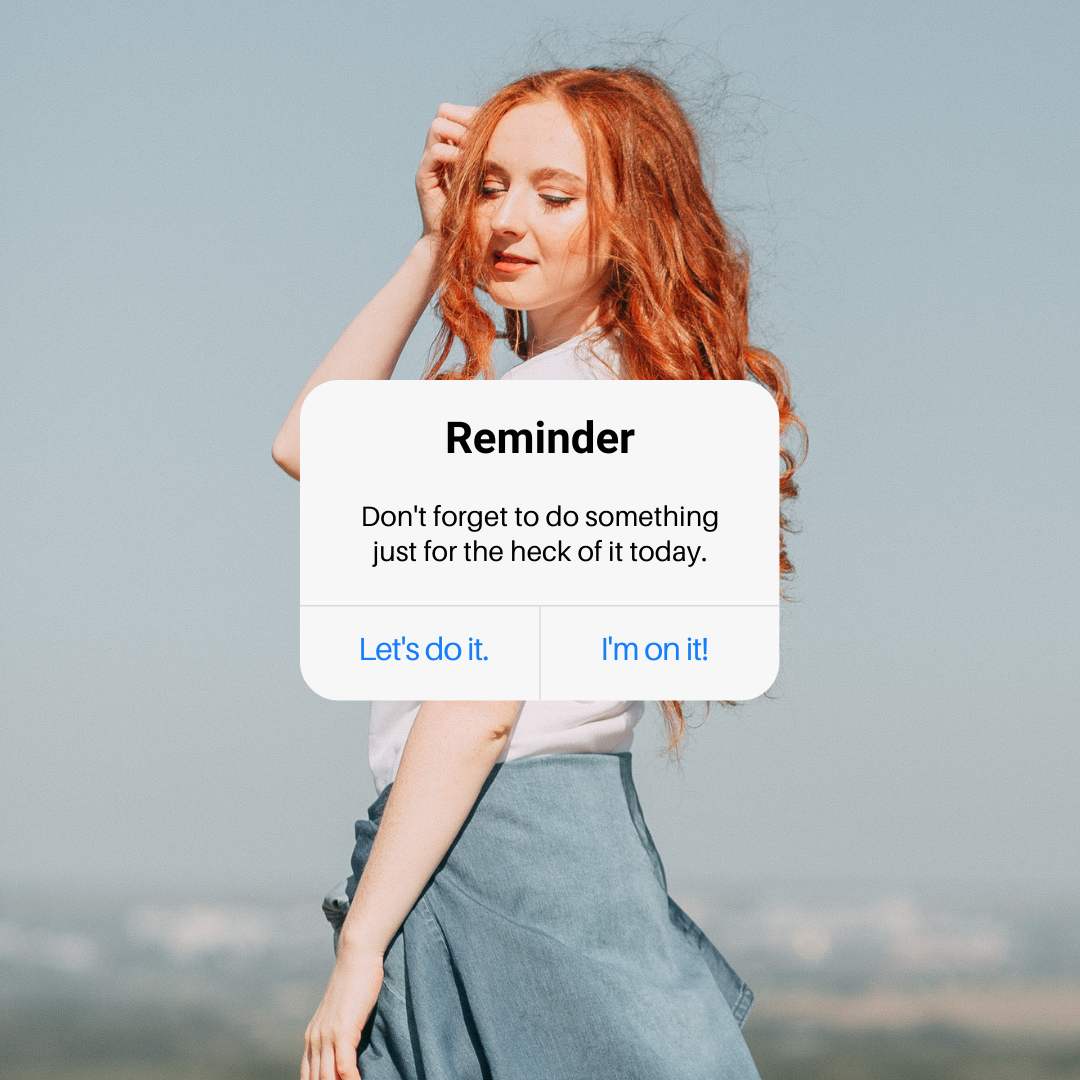 Reminder
Don't forget to do something
just for the heck of it today.
Let's do it.
I'm on it!